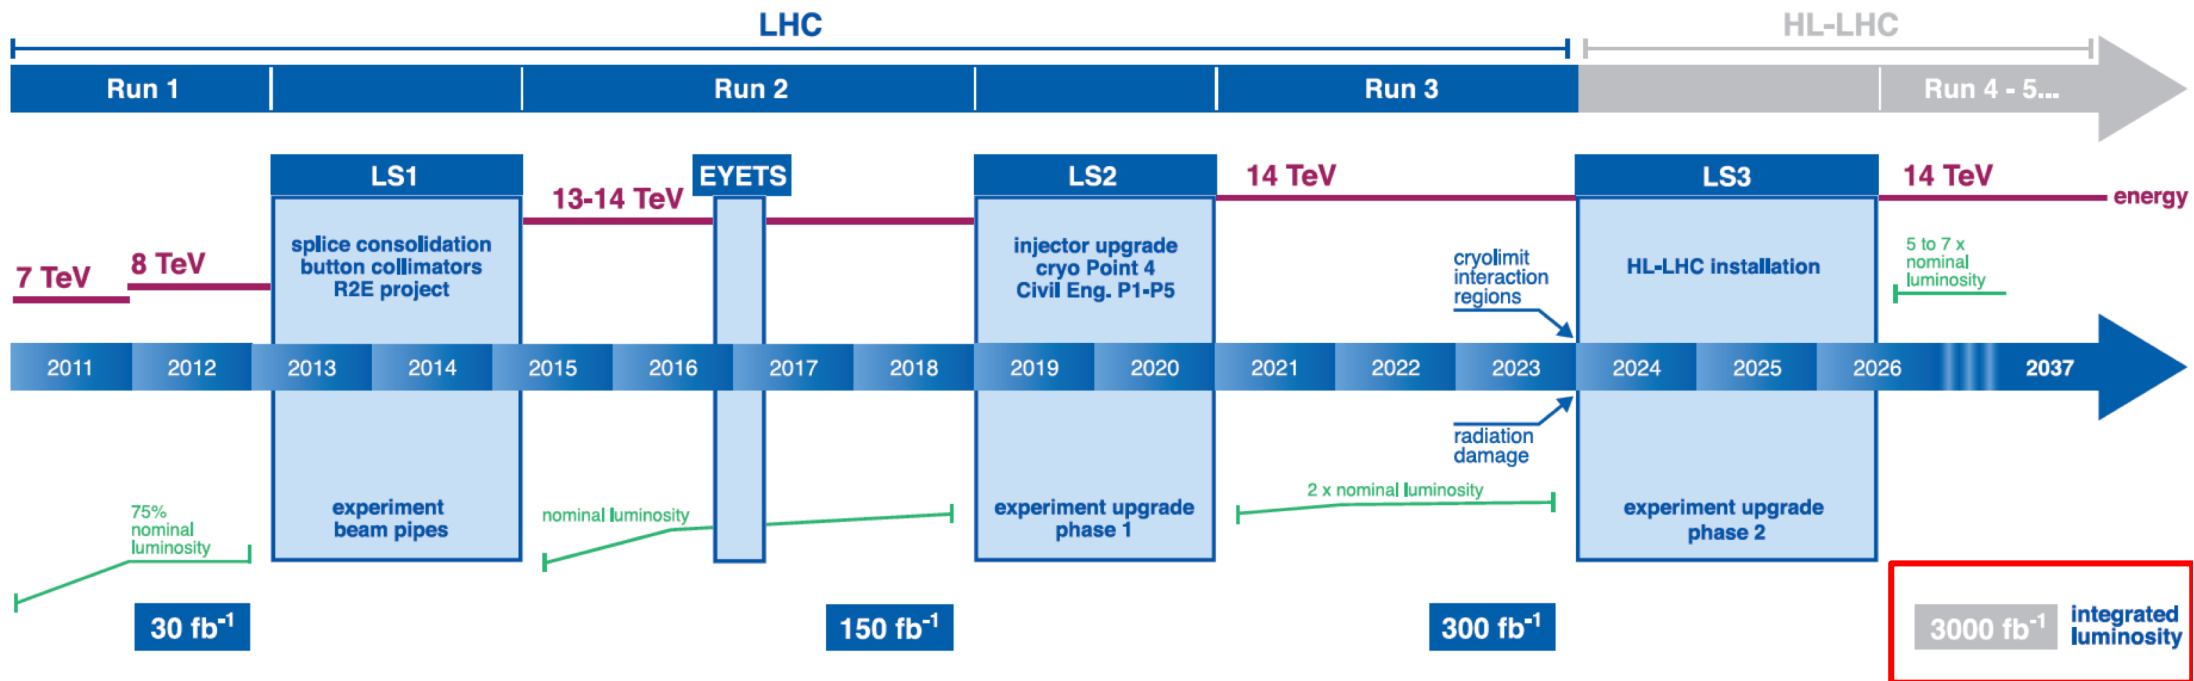 LHC
HL-LHC
Run 1
Run 2
Run 3
Run 4 - 5...
LS1
EYETS
LS2
14 TeV
LS3
14 TeV
energy
13-14 TeV
7 TeV
8 TeV
splice consolidation
button collimators
R2E project
injector upgrade
cryo Point 4
Civil Eng. P1-P5
cryolimit
interaction
regions
HL-LHC installation
5 to 7 x
nominal
luminosity
2011
2012
2013
2014
2015
2016
2017
2018
2019
2020
2021
2022
2023
2024
2025
2026
2037
radiation
damage
75%
nominal
luminosity
experiment
beam pipes
nominal luminosity
experiment upgrade
phase 1
2 x nominal luminosity
experiment upgrade
phase 2
30 fb⁻¹
150 fb⁻¹
300 fb⁻¹
3000 fb⁻¹
integrated
luminosity